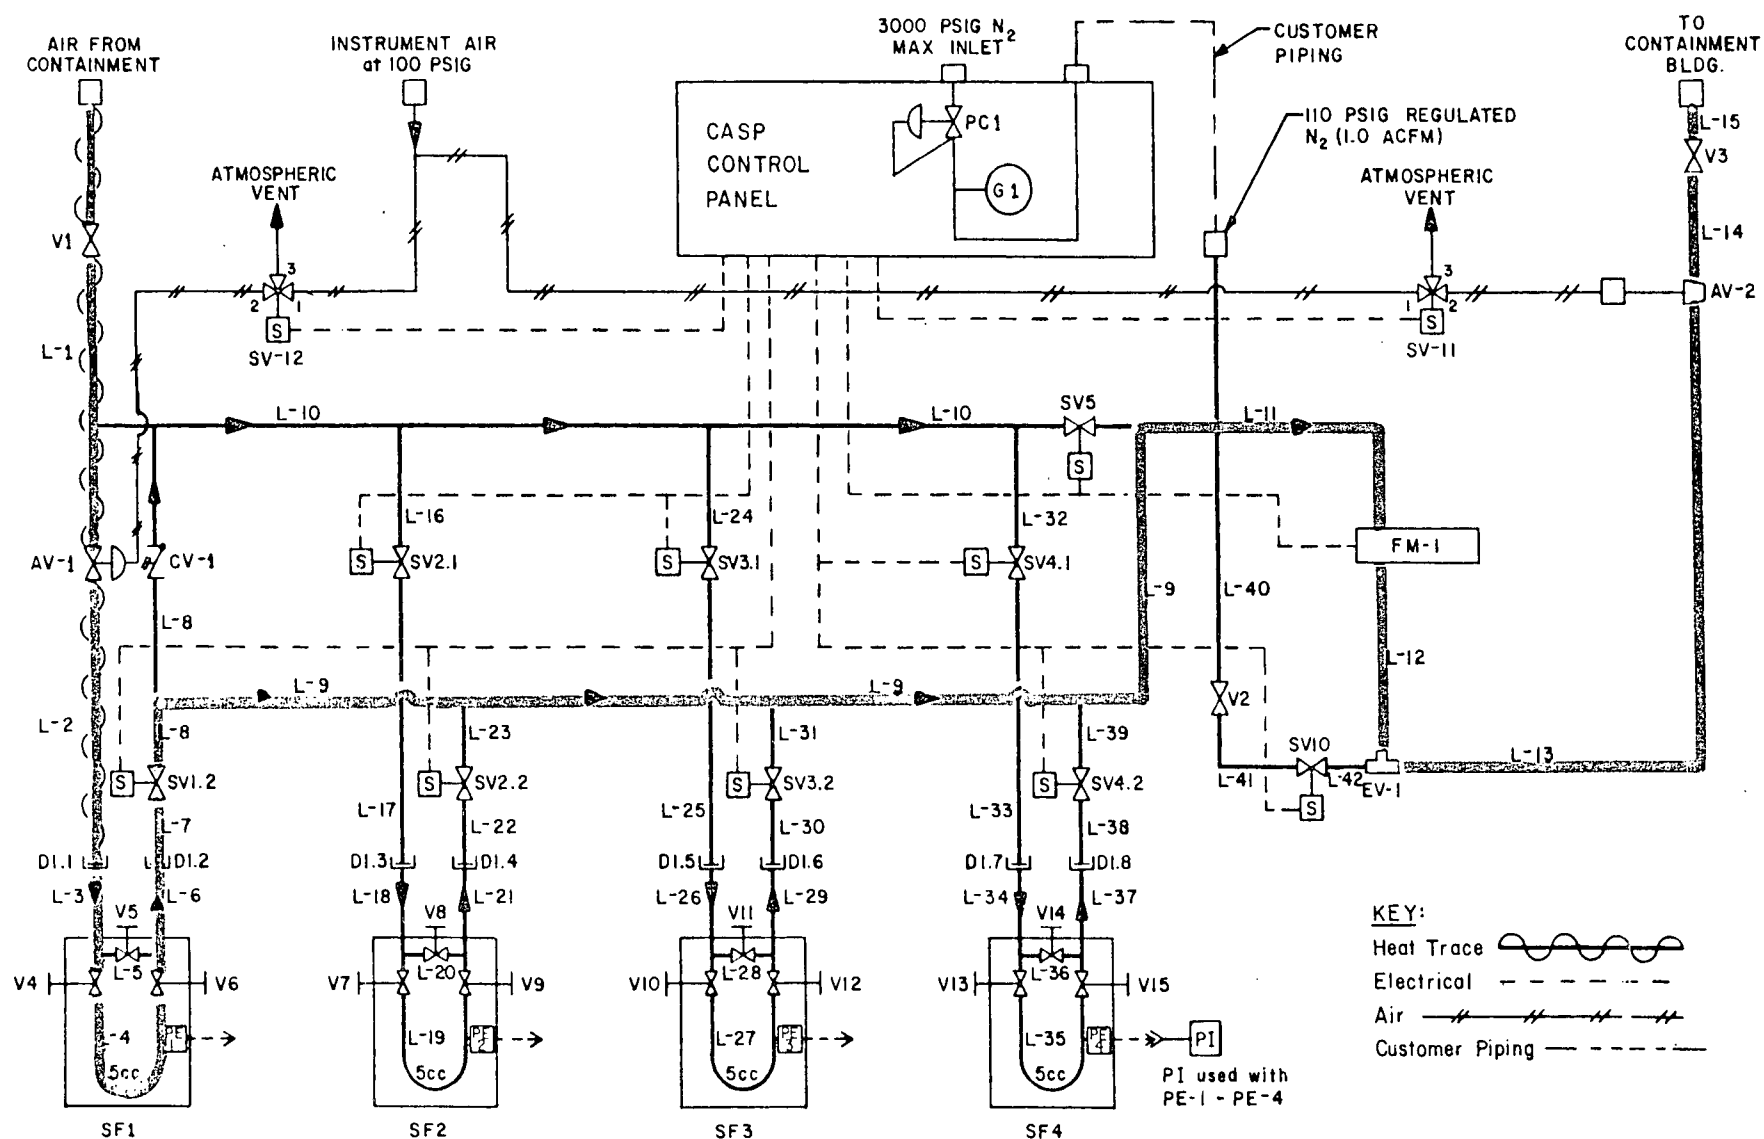 AIR FROM
CONTAINMENT
INSTRUMENT AIR
at 100 PSIG
3000 PSIG N2
MAX INLET
CUSTOMER
PIPING
TO
CONTAINMENT
BLDG.
CASP
CONTROL
PANEL
PC1
G1
110 PSIG REGULATED
N2 (1.0 ACFM)
L-15
V3
ATMOSPHERIC
VENT
ATMOSPHERIC
VENT
V1
L-14
3
2
1
S
SV-12
3
1
2
S
SV-11
AV-2
L-1
L-10
L-10
SV5
S
L-11
L-16
L-24
L-32
AV-1
CV-1
S
SV2.1
S
SV3.1
S
SV4.1
FM-1
L-8
L-9
L-40
L-12
L-9
L-9
V2
L-2
L-8
L-23
L-31
L-39
S
SV1.2
S
SV2.2
S
SV3.2
S
SV4.2
SV10
L-13
L-41
L-42
EV-1
S
L-7
L-17
L-22
L-25
L-30
L-33
L-38
D1.1
D1.2
D1.3
D1.4
D1.5
D1.6
D1.7
D1.8
L-3
L-6
L-18
L-21
L-26
L-29
L-34
L-37
V5
V8
V11
V14
L-5
L-20
L-28
L-36
V4
V6
V7
V9
V10
V12
V13
V15
-4
PE
L-19
PE
2
L-27
PE
3
L-35
PE
4
PI
5cc
5cc
5cc
5cc
PI used with
PE-1 - PE-4
SF1
SF2
SF3
SF4
KEY:
Heat Trace
Electrical
Air
Customer Piping